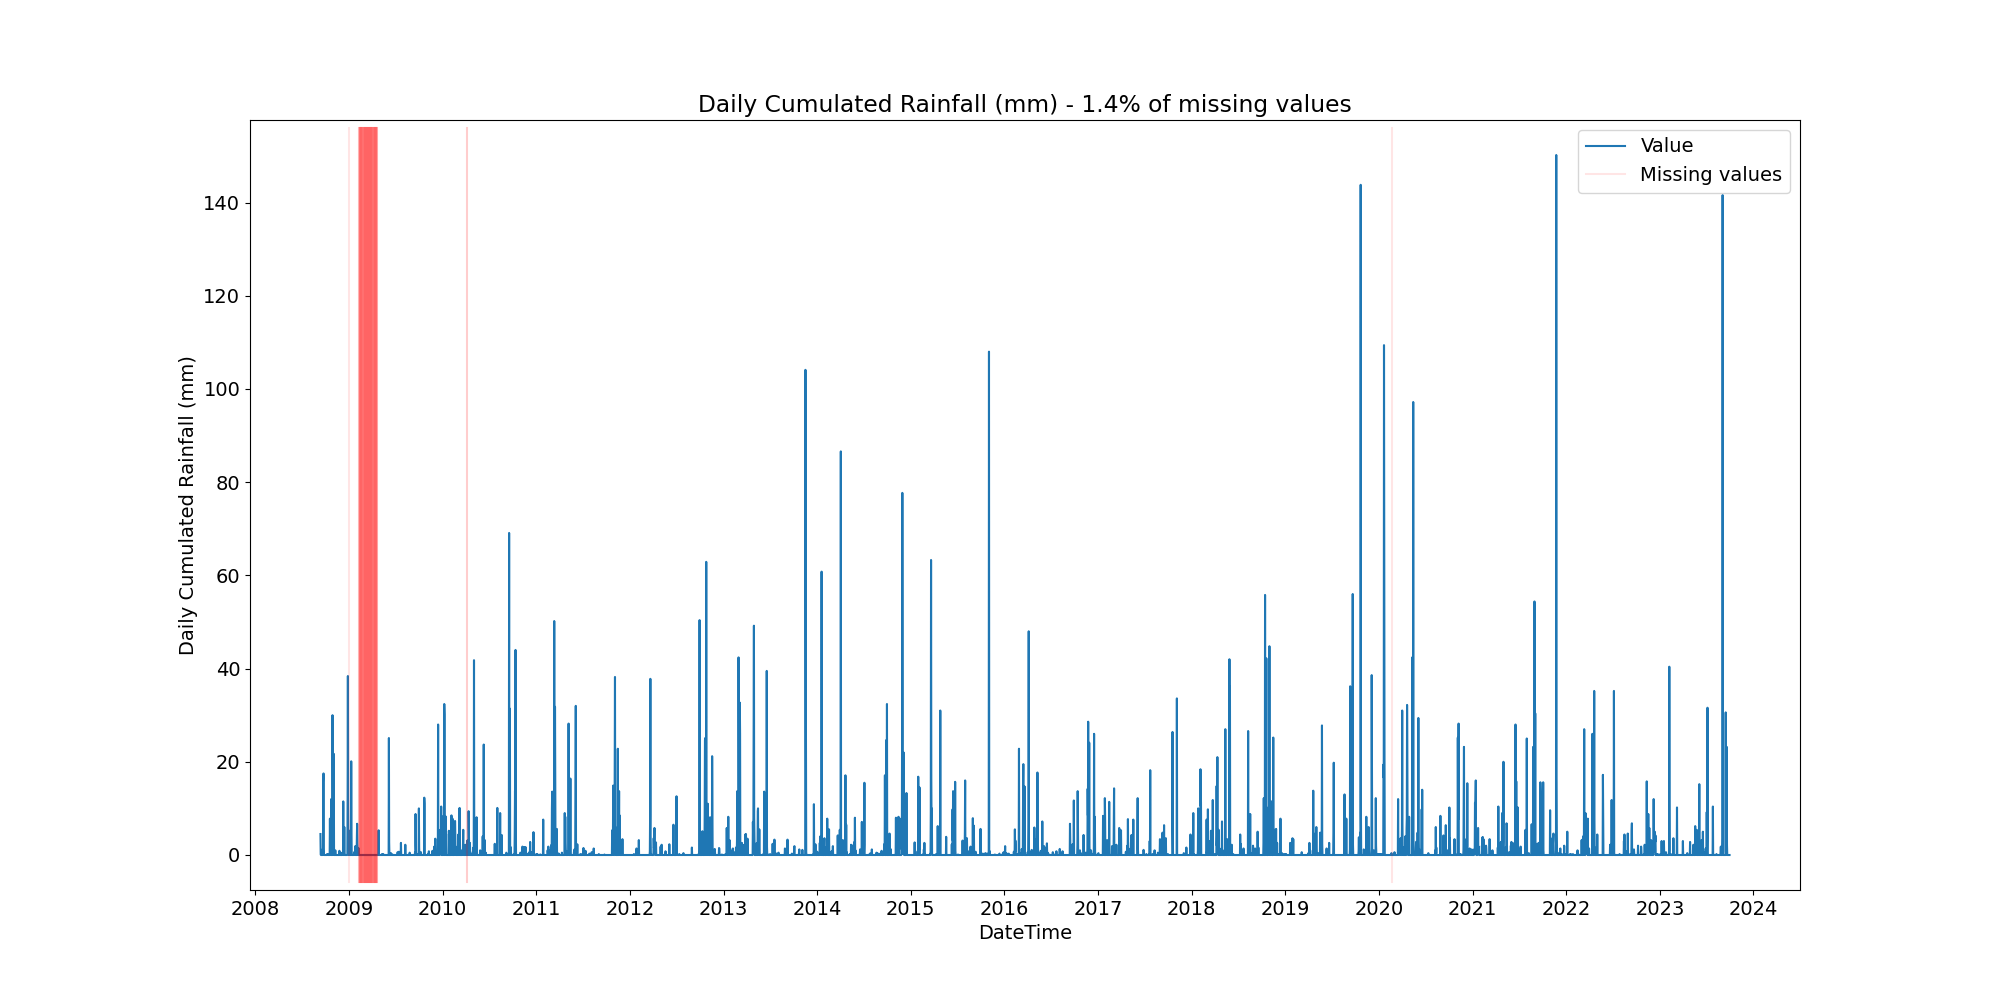 Daily Cumulated Rainfall (mm) - 1.4% of missing values
Value
Missing values
Daily Cumulated Rainfall (mm)
140
120
100
80
60
40
20
0
2008 2009 2010 2011 2012 2013 2014 2015 2016 2017 2018 2019 2020 2021 2022 2023 2024
DateTime